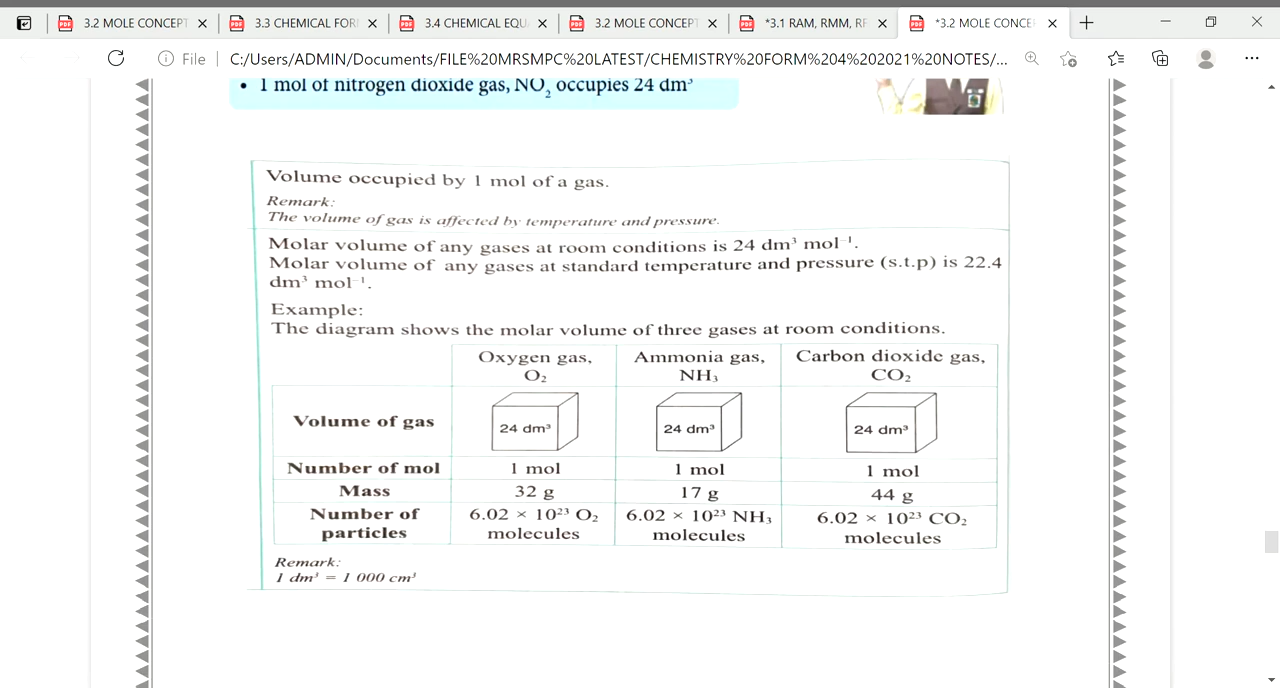 3.2 MOLE CONCEPT
3.3 CHEMICAL FOR
3.4 CHEMICAL EQU
3.2 MOLE CONCEPT
*3.1 RAM, RMM, RF
*3.2 MOLE CONCE
File
C:/Users/ADMIN/Documents/FILE%20MRSMPC%20LATEST/CHEMISTRY%20FORM%204%202021%20NOTES/...
• 1 mol of nitrogen dioxide gas, NO₂ occupies 24 dm³
Volume occupied by 1 mol of a gas.
Remark:
The volume of gas is affected by temperature and pressure.
Molar volume of any gases at room conditions is 24 dm³ mol⁻¹.
Molar volume of any gases at standard temperature and pressure (s.t.p) is 22.4
dm³ mol⁻¹.
Example:
The diagram shows the molar volume of three gases at room conditions.
Oxygen gas, Ammonia gas, Carbon dioxide gas,
O₂ NH₃ CO₂
Volume of gas 24 dm³ 24 dm³ 24 dm³
Number of mol 1 mol 1 mol 1 mol
Mass 32 g 17 g 44 g
Number of 6.02 × 10²³ O₂ 6.02 × 10²³ NH₃ 6.02 × 10²³ CO₂
particles molecules molecules molecules
Remark:
1 dm³ = 1 000 cm³